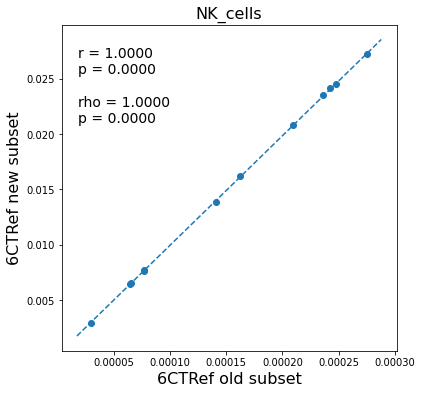 NK_cells
r = 1.0000
p = 0.0000
rho = 1.0000
p = 0.0000
6CTRef new subset
0.025
0.020
0.015
0.010
0.005
0.00005 0.00010 0.00015 0.00020 0.00025 0.00030
6CTRef old subset